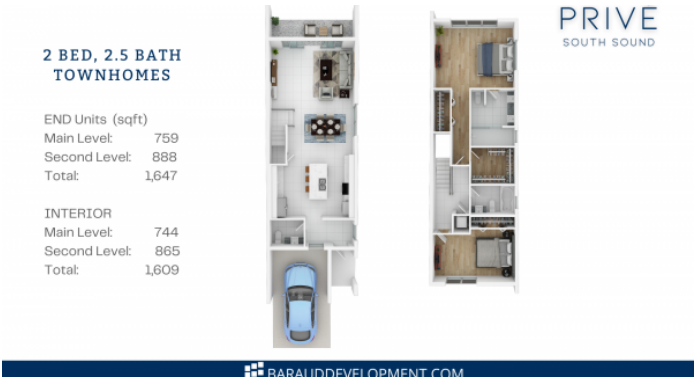 PRIVE
SOUTH SOUND
2 BED, 2.5 BATH
TOWNHOMES
END Units (sqft)
Main Level: 759
Second Level: 888
Total: 1,647
INTERIOR
Main Level: 744
Second Level: 865
Total: 1,609
BARAUDDEVELOPMENT.COM